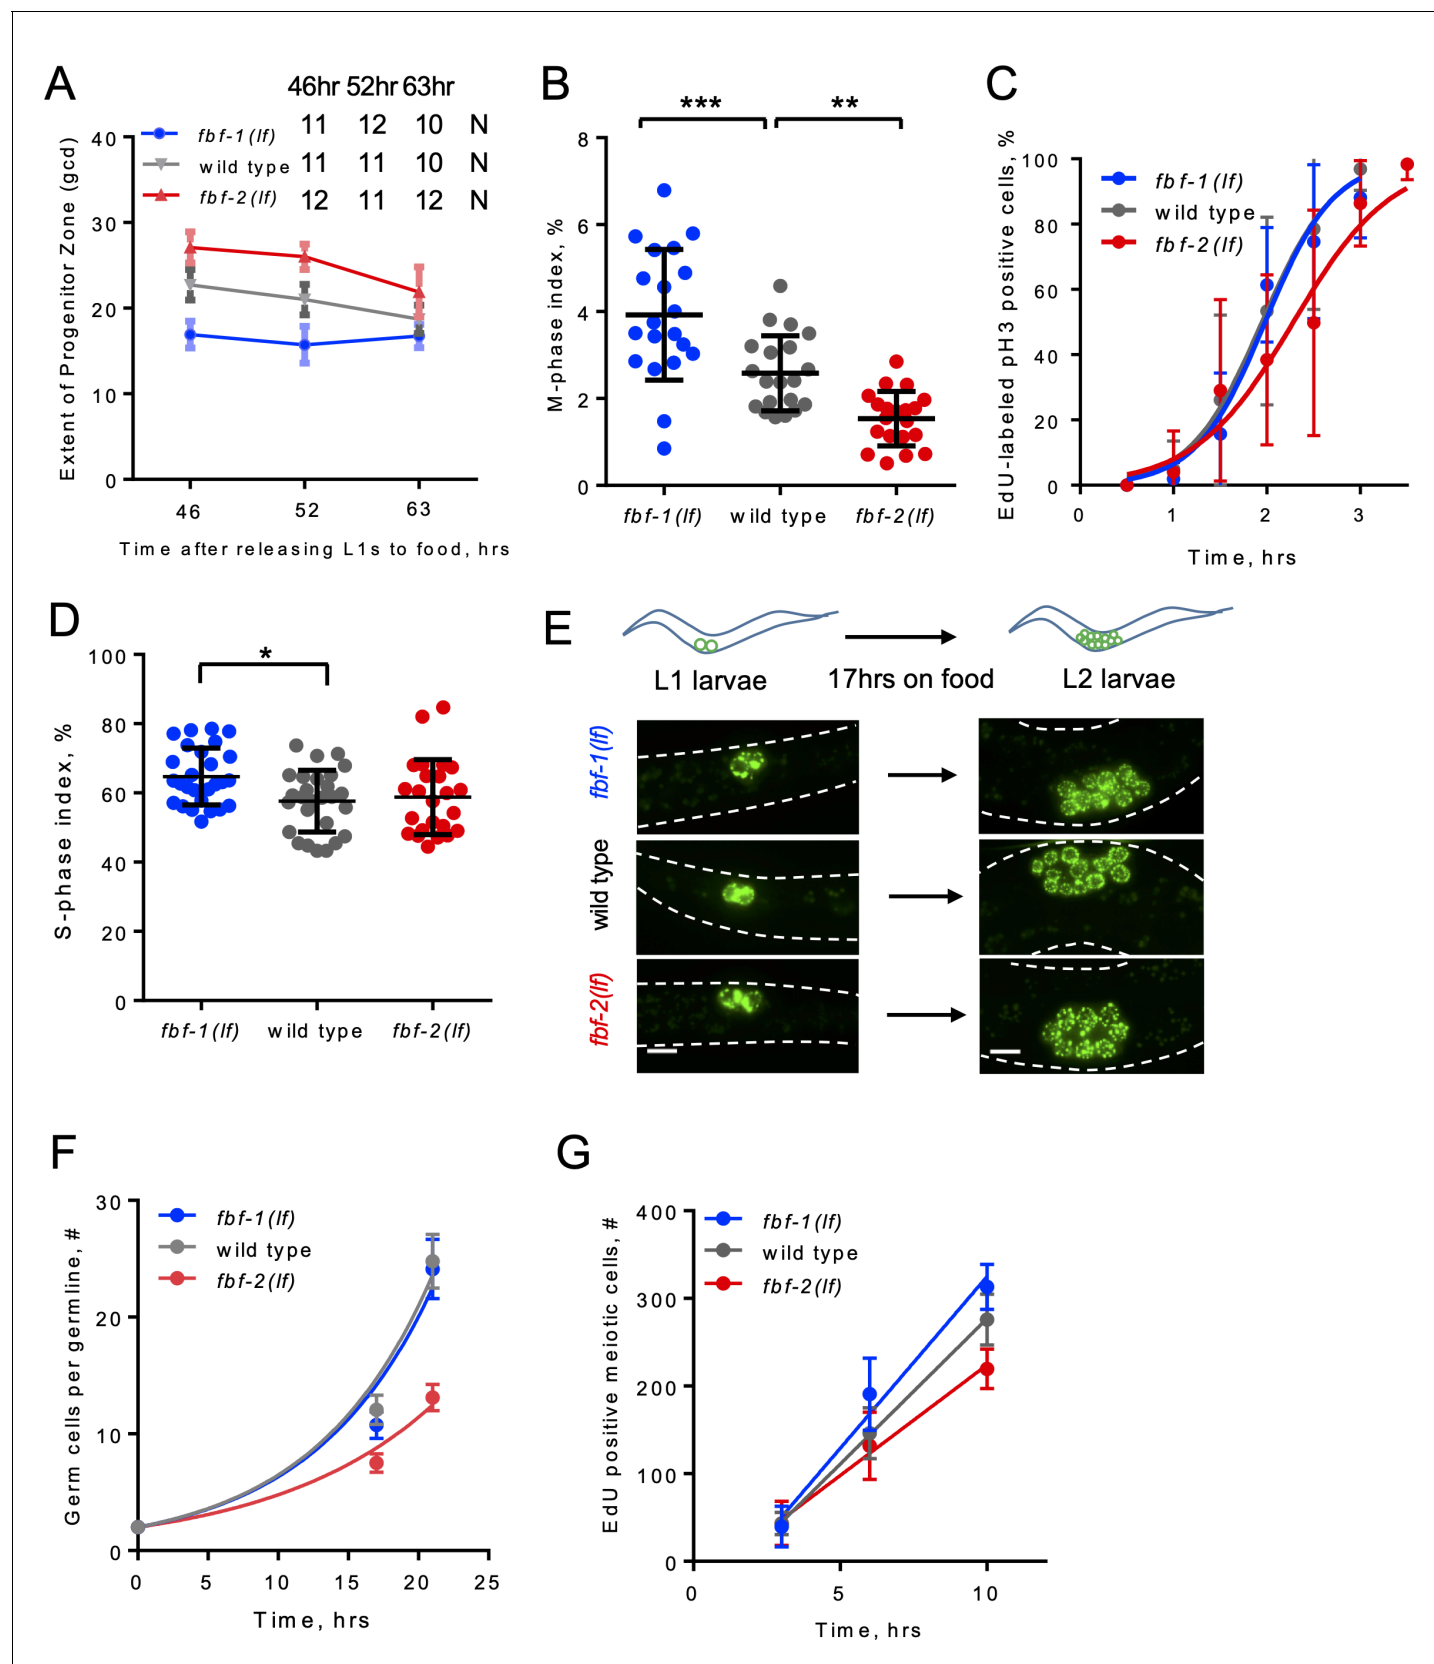 A
46hr 52hr 63hr
fbf-1(lf) 11 12 10 N
wild type 11 11 10 N
fbf-2(lf) 12 11 12 N
Extent of Progenitor Zone (gcd)
40
30
20
10
0
46 52 63
Time after releasing L1s to food, hrs
B
*** **
M-phase index, %
8
6
4
2
0
fbf-1(lf) wild type fbf-2(lf)
C
EdU-labeled pH3 positive cells, %
100
80
60
40
20
0
fbf-1(lf)
wild type
fbf-2(lf)
0 1 2 3
Time, hrs
D
*
S-phase index, %
100
80
60
40
20
0
fbf-1(lf) wild type fbf-2(lf)
E
L1 larvae 17hrs on food L2 larvae
fbf-1(lf)
wild type
fbf-2(lf)
F
Germ cells per germline, #
30
20
10
0
fbf-1(lf)
wild type
fbf-2(lf)
0 5 10 15 20 25
Time, hrs
G
EdU positive meiotic cells, #
400
300
200
100
0
fbf-1(lf)
wild type
fbf-2(lf)
0 5 10
Time, hrs